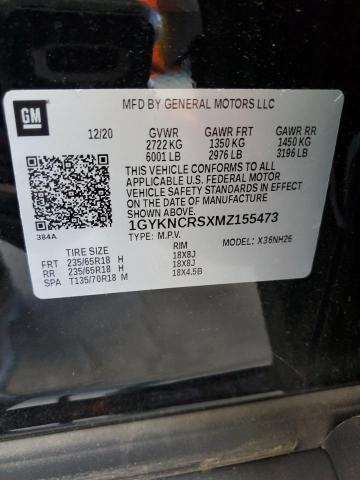 GM
MFD BY GENERAL MOTORS LLC
12/20 GVWR GAWR FRT GAWR RR
2722 KG 1350 KG 1450 KG
6001 LB 2976 LB 3196 LB
THIS VEHICLE CONFORMS TO ALL
APPLICABLE U.S. FEDERAL MOTOR
VEHICLE SAFETY STANDARDS IN EFFECT
ON THE DATE OF MANUFACTURE
SHOWN ABOVE.
1GYKNCRSXMZ155473
384A TYPE: M.P.V. MODEL: X36NH26
TIRE SIZE RIM
FRT 235/65R18 H 18X8J
RR 235/65R18 H 18X8J
SPA T135/70R18 M 18X4.5B